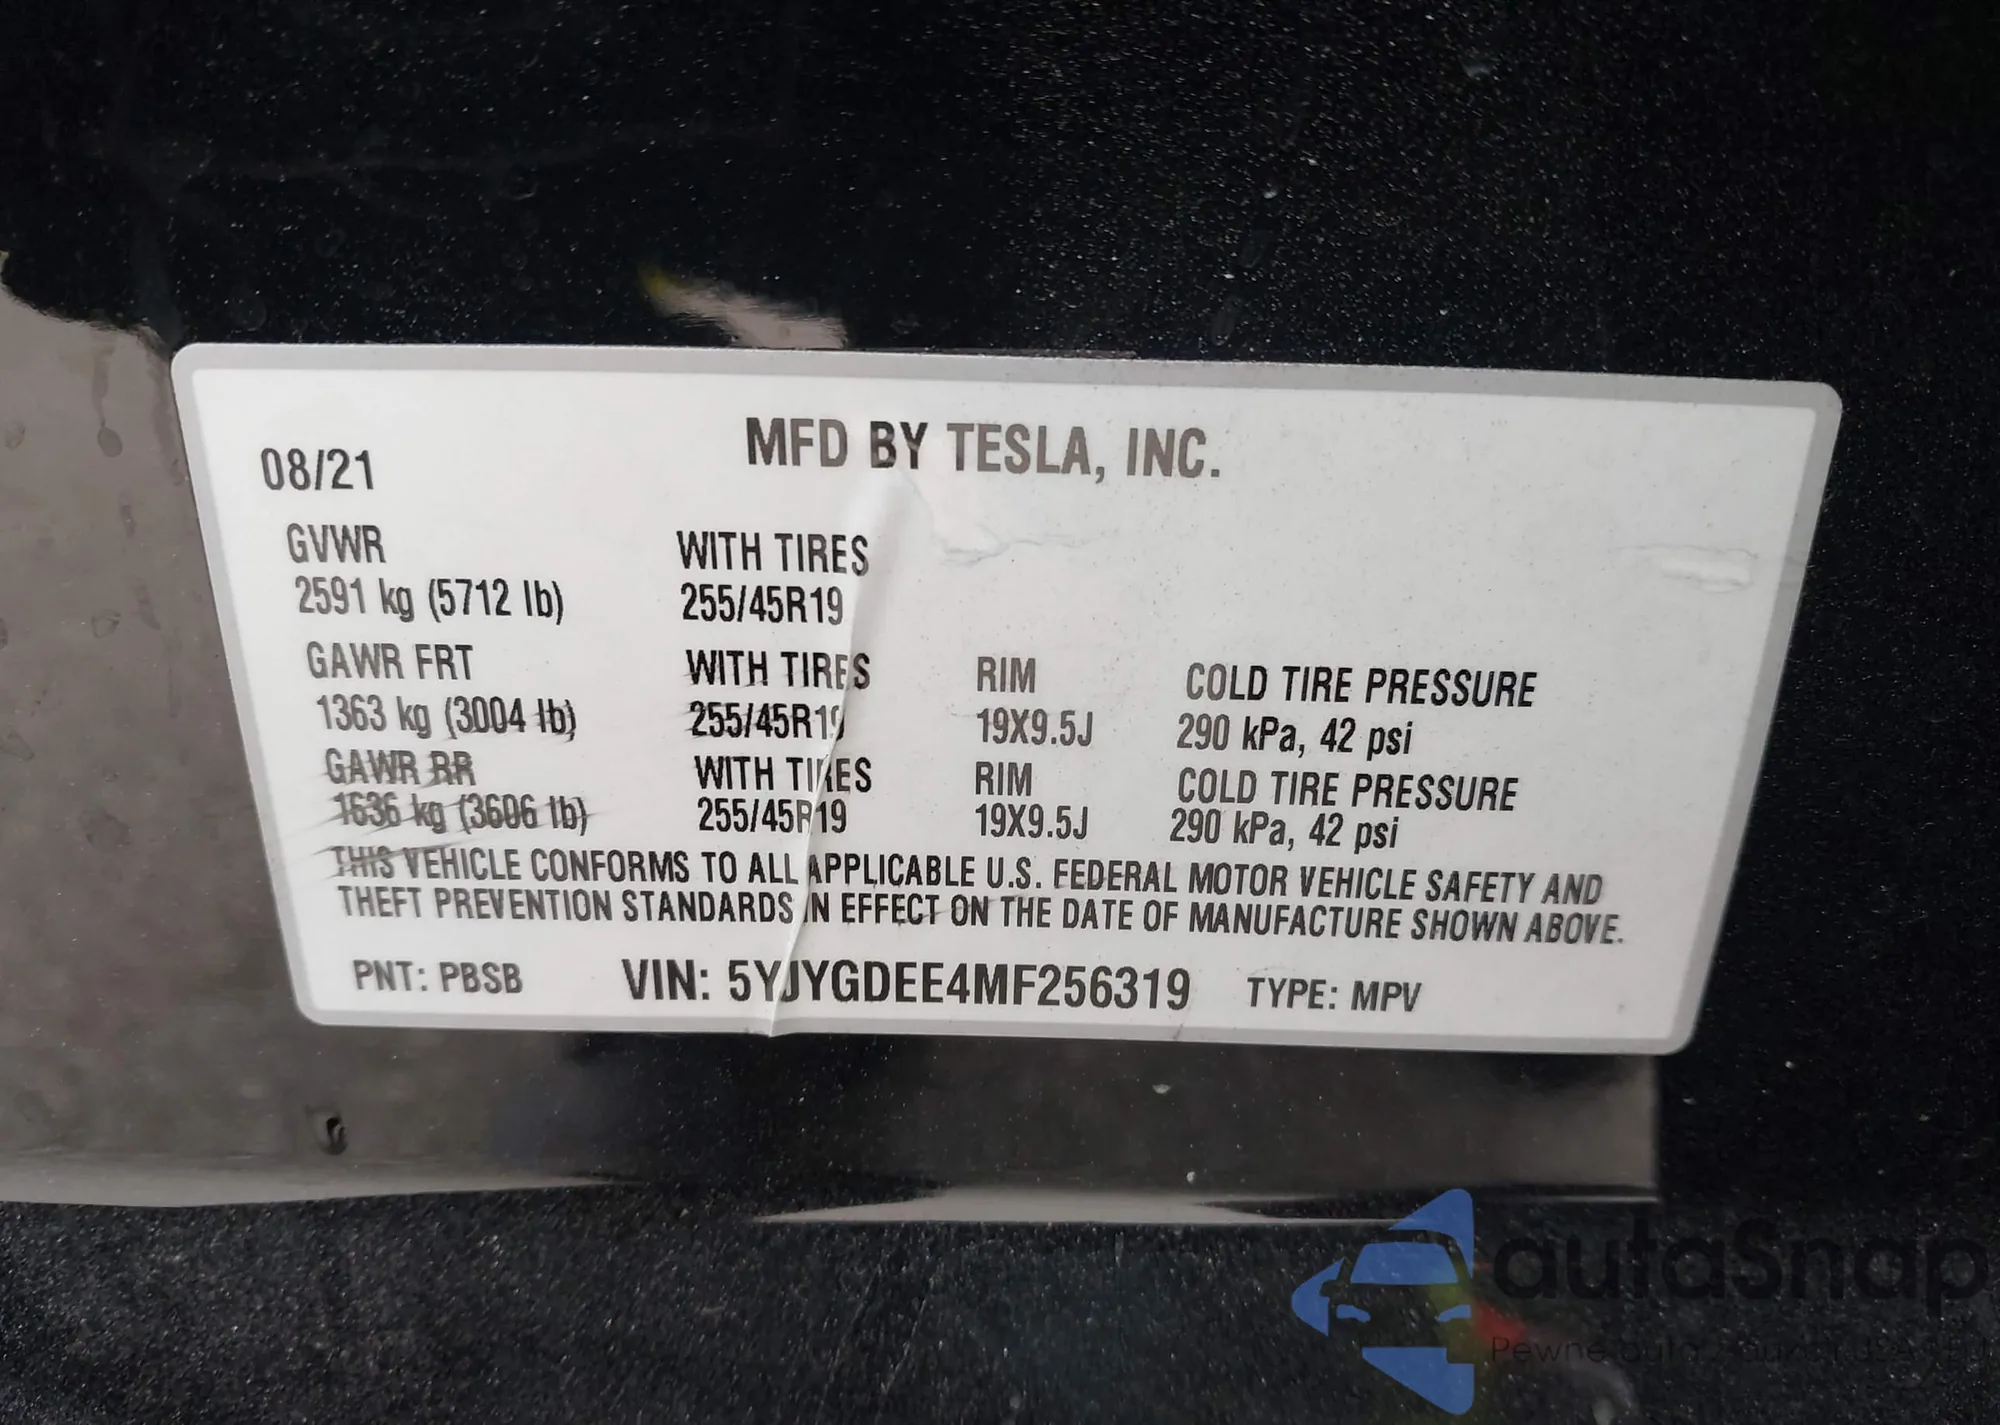 MFD BY TESLA, INC.
08/21
GVWR WITH TIRES
2591 kg (5712 lb) 255/45R19
GAWR FRT WITH TIRES RIM COLD TIRE PRESSURE
1363 kg (3004 lb) 255/45R19 19X9.5J 290 kPa, 42 psi
GAWR RR WITH TIRES RIM COLD TIRE PRESSURE
1636 kg (3606 lb) 255/45R19 19X9.5J 290 kPa, 42 psi
THIS VEHICLE CONFORMS TO ALL APPLICABLE U.S. FEDERAL MOTOR VEHICLE SAFETY AND
THEFT PREVENTION STANDARDS IN EFFECT ON THE DATE OF MANUFACTURE SHOWN ABOVE.
PNT: PBSB VIN: 5YJYGDEE4MF256319 TYPE: MPV
autaSnap
Pewne auta z